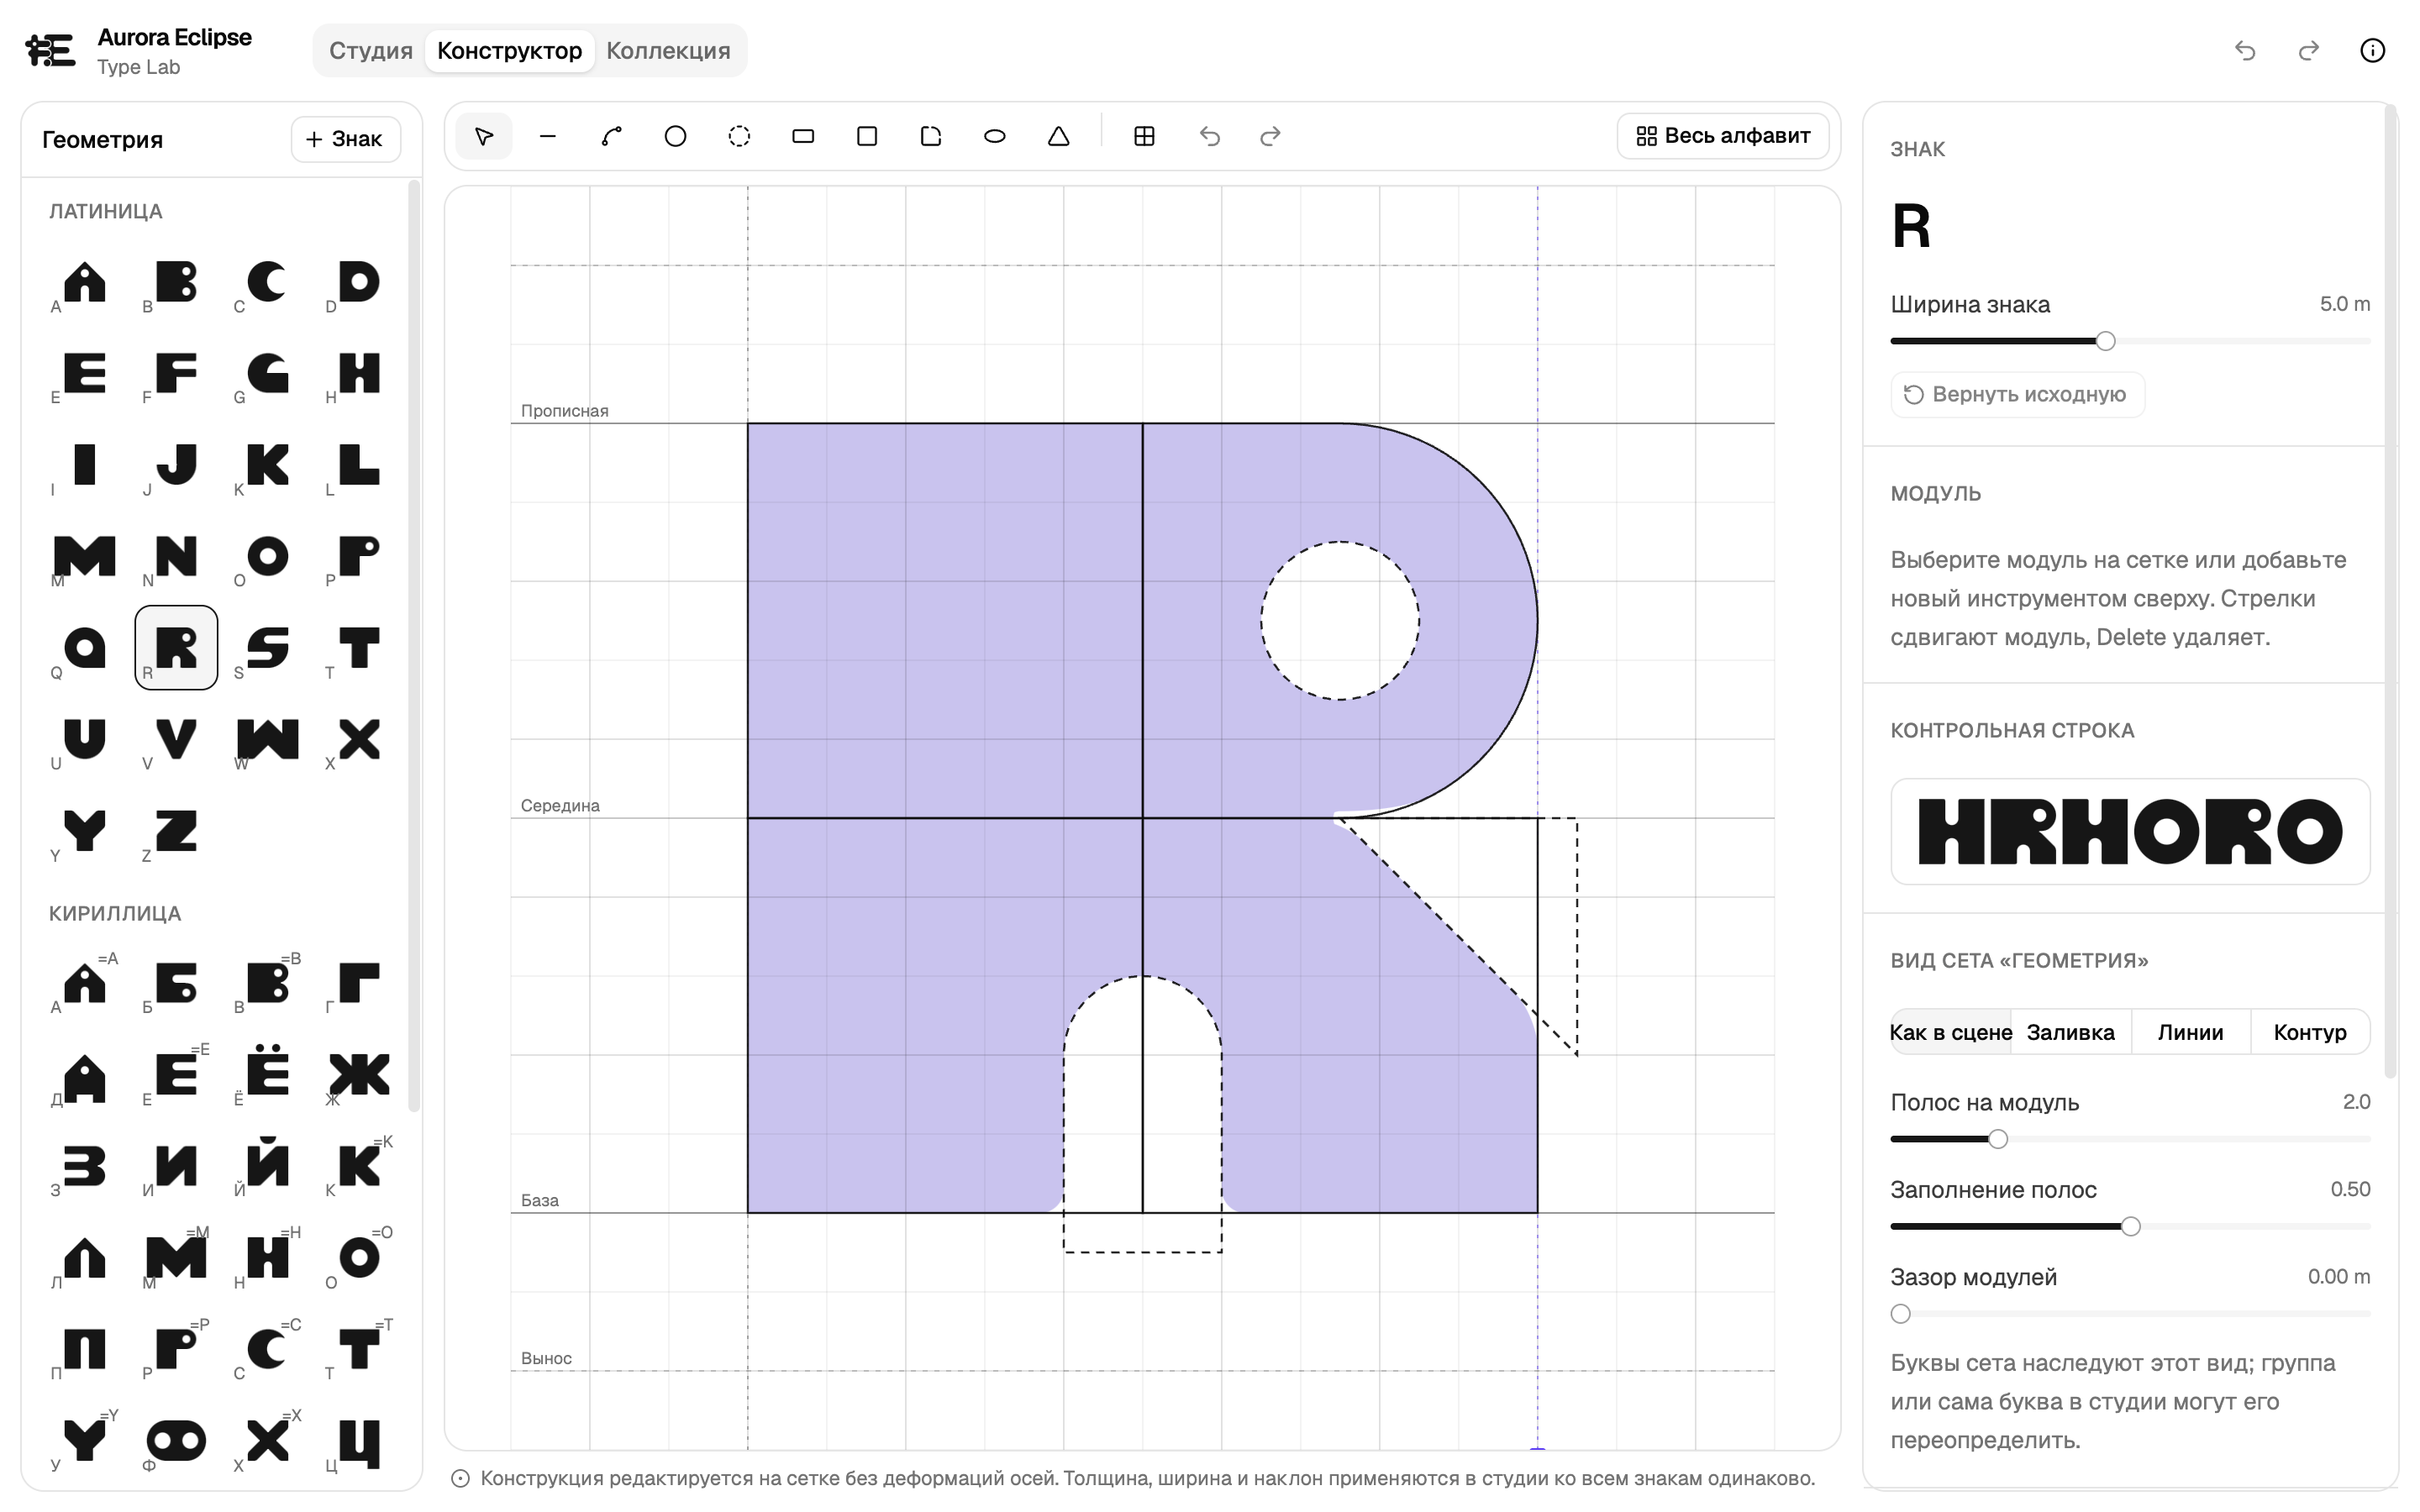 Aurora Eclipse
Type Lab
Студия Конструктор Коллекция
Геометрия
Знак
Весь алфавит
ЛАТИНИЦА
A B C D
E F G H
I J K L
M N O P
Q R S T
U V W X
Y Z
КИРИЛЛИЦА
А =A Б В =B Г
Д Е =E Ё Ж
З И Й К =K
Л М =M Н =H О =O
П Р =P С =C Т =T
У =Y Ф Х =X Ц
Прописная
Середина
База
Вынос
Конструкция редактируется на сетке без деформаций осей. Толщина, ширина и наклон применяются в студии ко всем знакам одинаково.
ЗНАК
R
Ширина знака 5.0 m
Вернуть исходную
МОДУЛЬ
Выберите модуль на сетке или добавьте
новый инструментом сверху. Стрелки
сдвигают модуль, Delete удаляет.
КОНТРОЛЬНАЯ СТРОКА
HRHORO
ВИД СЕТА «ГЕОМЕТРИЯ»
Как в сцене Заливка Линии Контур
Полос на модуль 2.0
Заполнение полос 0.50
Зазор модулей 0.00 m
Буквы сета наследуют этот вид; группа
или сама буква в студии могут его
переопределить.